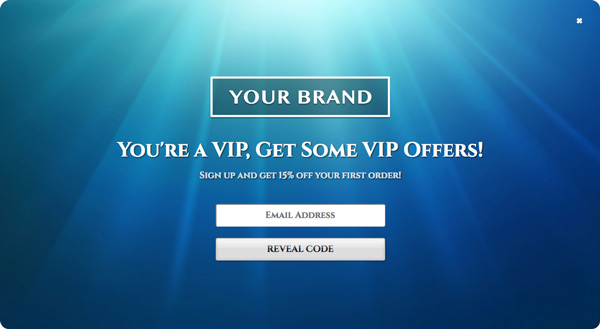 YOUR BRAND
You're a VIP, Get Some VIP Offers!
Sign up and get 15% off your first order!
Email Address
REVEAL CODE